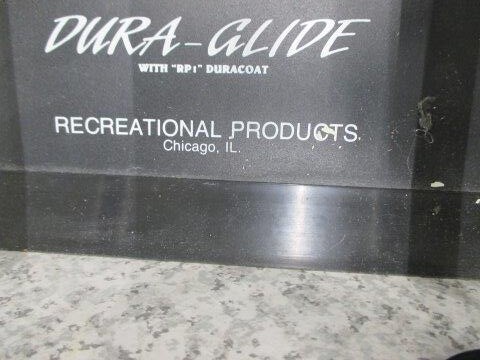 DURA-GLIDE
WITH "RP1" DURACOAT
RECREATIONAL PRODUCTS
Chicago, IL.